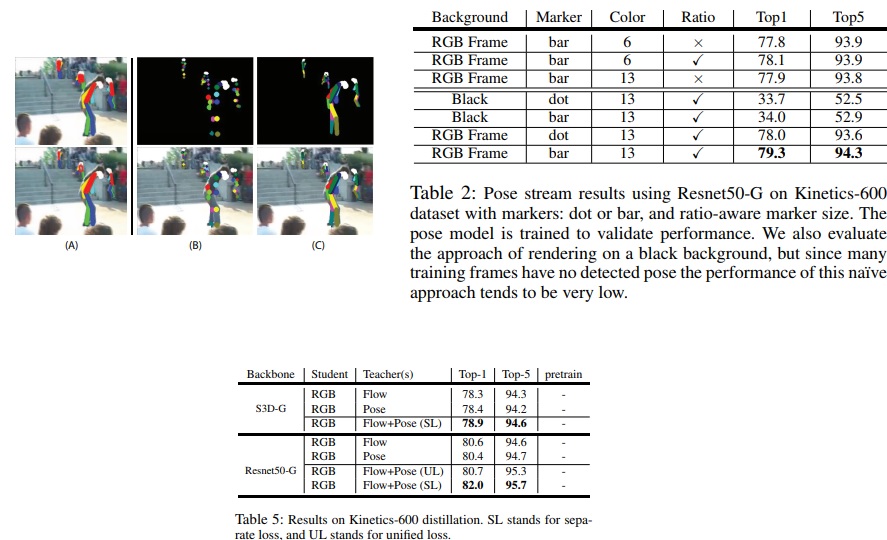 (A) (B) (C)
Background Marker Color Ratio Top1 Top5
RGB Frame bar 6 × 77.8 93.9
RGB Frame bar 6 ✓ 78.1 93.9
RGB Frame bar 13 × 77.9 93.8
Black dot 13 ✓ 33.7 52.5
Black bar 13 ✓ 34.0 52.9
RGB Frame dot 13 ✓ 78.0 93.6
RGB Frame bar 13 ✓ 79.3 94.3
Table 2: Pose stream results using Resnet50-G on Kinetics-600
dataset with markers: dot or bar, and ratio-aware marker size. The
pose model is trained to validate performance. We also evaluate
the approach of rendering on a black background, but since many
training frames have no detected pose the performance of this naïve
approach tends to be very low.
Backbone Student Teacher(s) Top-1 Top-5 pretrain
S3D-G
RGB Flow 78.3 94.3 -
RGB Pose 78.4 94.2 -
RGB Flow+Pose (SL) 78.9 94.6 -
Resnet50-G
RGB Flow 80.6 94.6 -
RGB Pose 80.4 94.7 -
RGB Flow+Pose (UL) 80.7 95.3 -
RGB Flow+Pose (SL) 82.0 95.7 -
Table 5: Results on Kinetics-600 distillation. SL stands for sepa-
rate loss, and UL stands for unified loss.